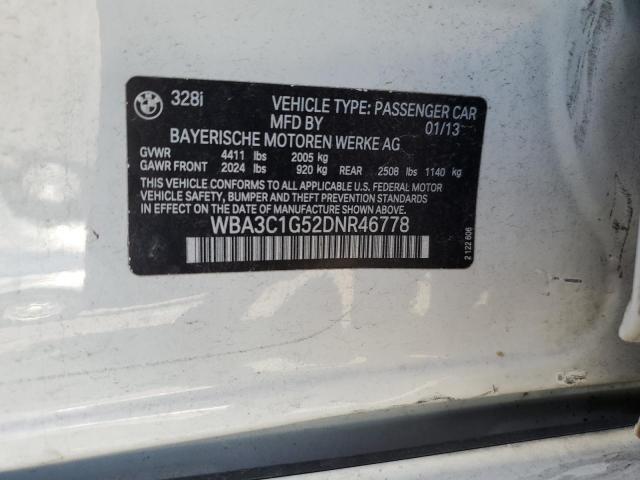 BMW
328i VEHICLE TYPE: PASSENGER CAR
MFD BY 01/13
BAYERISCHE MOTOREN WERKE AG
GVWR 4411 lbs 2005 kg
GAWR FRONT 2024 lbs 920 kg REAR 2508 lbs 1140 kg
THIS VEHICLE CONFORMS TO ALL APPLICABLE U.S. FEDERAL MOTOR
VEHICLE SAFETY, BUMPER AND THEFT PREVENTION STANDARDS
IN EFFECT ON THE DATE OF MANUFACTURE SHOWN ABOVE.
WBA3C1G52DNR46778
2 122 606